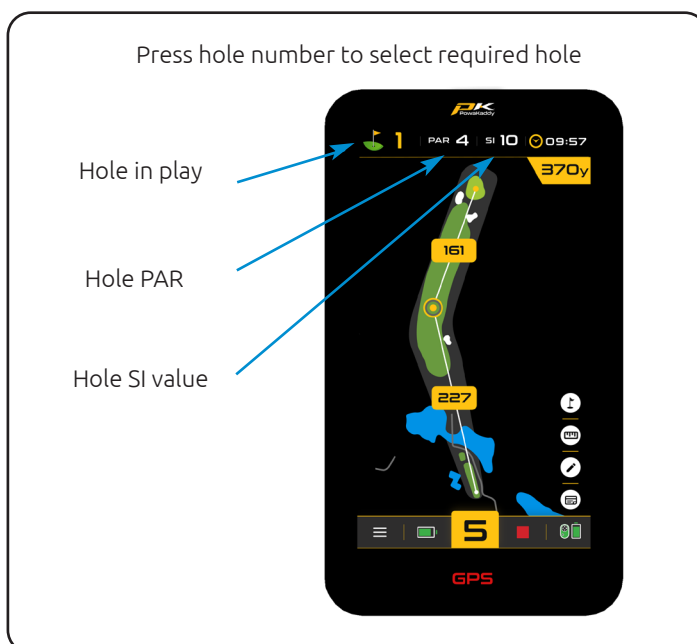 Press hole number to select required hole
PK
PowaKaddy
1 PAR 4 SI 10 09:57
370y
Hole in play
161
Hole PAR
Hole SI value
227
5
GPS